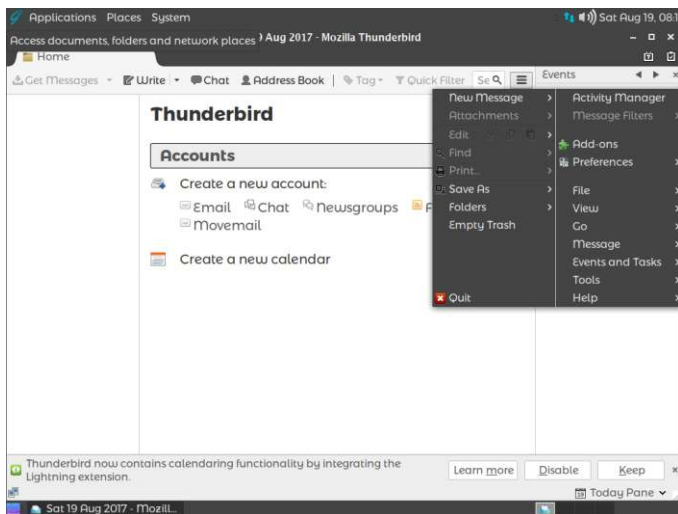 Applications Places System
Sat Aug 19, 08:1
Access documents, folders and network places
Aug 2017 - Mozilla Thunderbird
Home
Get Messages Write Chat Address Book Tag Quick Filter Se
Events
Thunderbird
Accounts
Create a new account:
Email Chat Newsgroups F
Movemail
Create a new calendar
New Message
Attachments
Edit
Find
Print...
Save As
Folders
Empty Trash
Quit
Activity Manager
Message Filters
Add-ons
Preferences
File
View
Go
Message
Events and Tasks
Tools
Help
Thunderbird now contains calendaring functionality by integrating the
Lightning extension.
Learn more Disable Keep
Today Pane
Sat 19 Aug 2017 - Mozill...